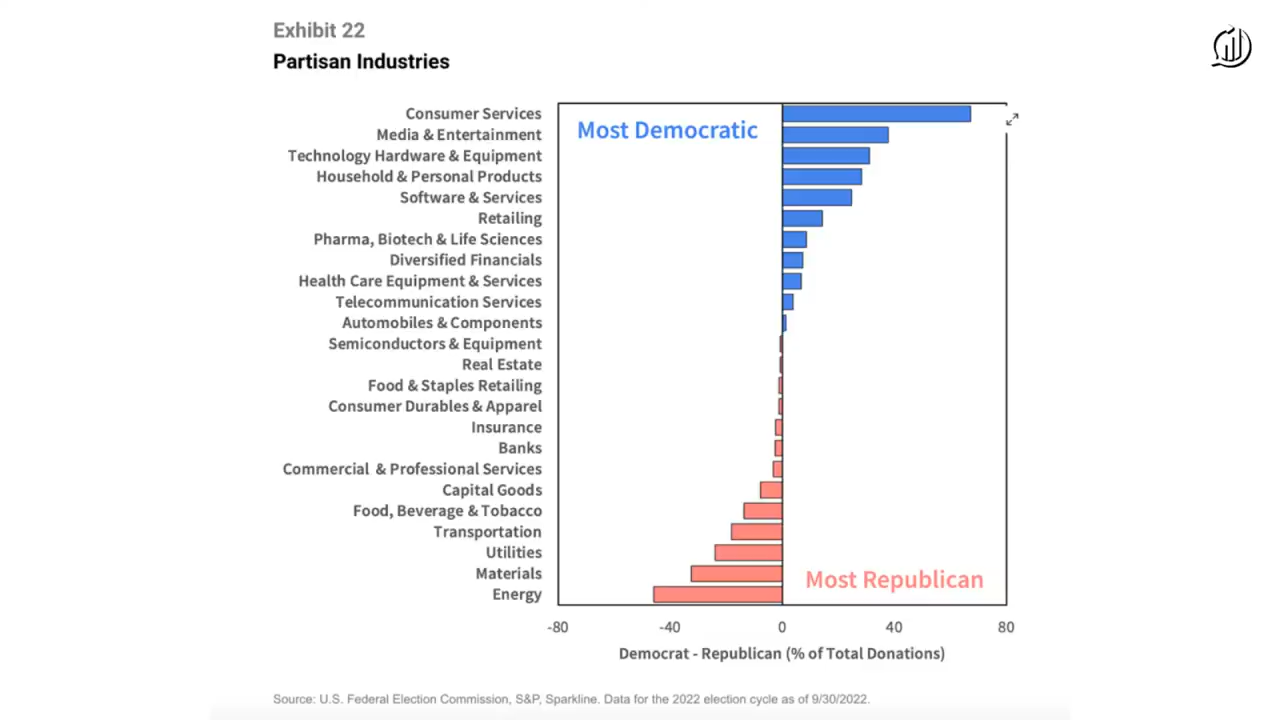 Exhibit 22
Partisan Industries
Consumer Services
Most Democratic
Media & Entertainment
Technology Hardware & Equipment
Household & Personal Products
Software & Services
Retailing
Pharma, Biotech & Life Sciences
Diversified Financials
Health Care Equipment & Services
Telecommunication Services
Automobiles & Components
Semiconductors & Equipment
Real Estate
Food & Staples Retailing
Consumer Durables & Apparel
Insurance
Banks
Commercial & Professional Services
Capital Goods
Food, Beverage & Tobacco
Transportation
Utilities
Materials
Most Republican
Energy
-80 -40 0 40 80
Democrat - Republican (% of Total Donations)
Source: U.S. Federal Election Commission, S&P, Sparkline. Data for the 2022 election cycle as of 9/30/2022.